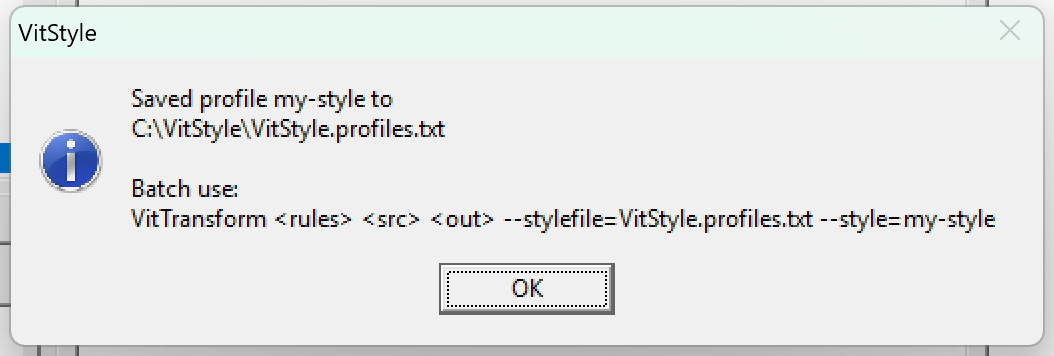 VitStyle
Saved profile my-style to
C:\VitStyle\VitStyle.profiles.txt
Batch use:
VitTransform <rules> <src> <out> --stylefile=VitStyle.profiles.txt --style=my-style
OK